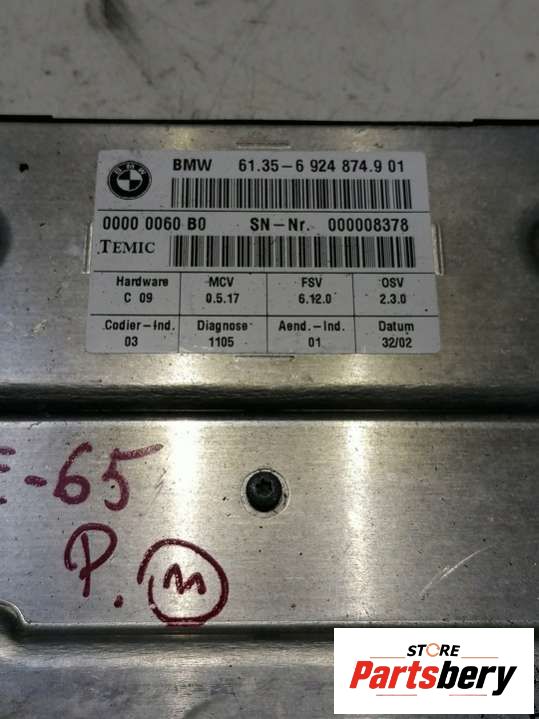 BMW
BMW 61.35-6 924 874.9 01
0000 0060 B0 SN-Nr. 000008378
TEMIC
Hardware MCV FSV OSV
C 09 0.5.17 6.12.0 2.3.0
Codier-Ind. Diagnose Aend.-Ind. Datum
03 1105 01 32/02
E-65
P. M
STORE
Partsbery